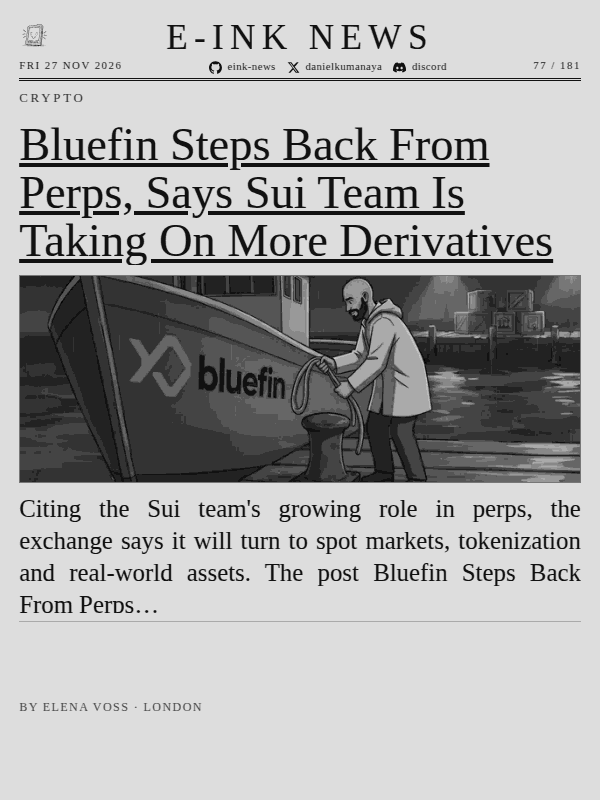 E-INK NEWS
FRI 27 NOV 2026
eink-news
danielkumanaya
discord
77 / 181
CRYPTO
Bluefin Steps Back From
Perps, Says Sui Team Is
Taking On More Derivatives
bluefin
Citing the Sui team's growing role in perps, the
exchange says it will turn to spot markets, tokenization
and real-world assets. The post Bluefin Steps Back
From Perps…
BY ELENA VOSS · LONDON